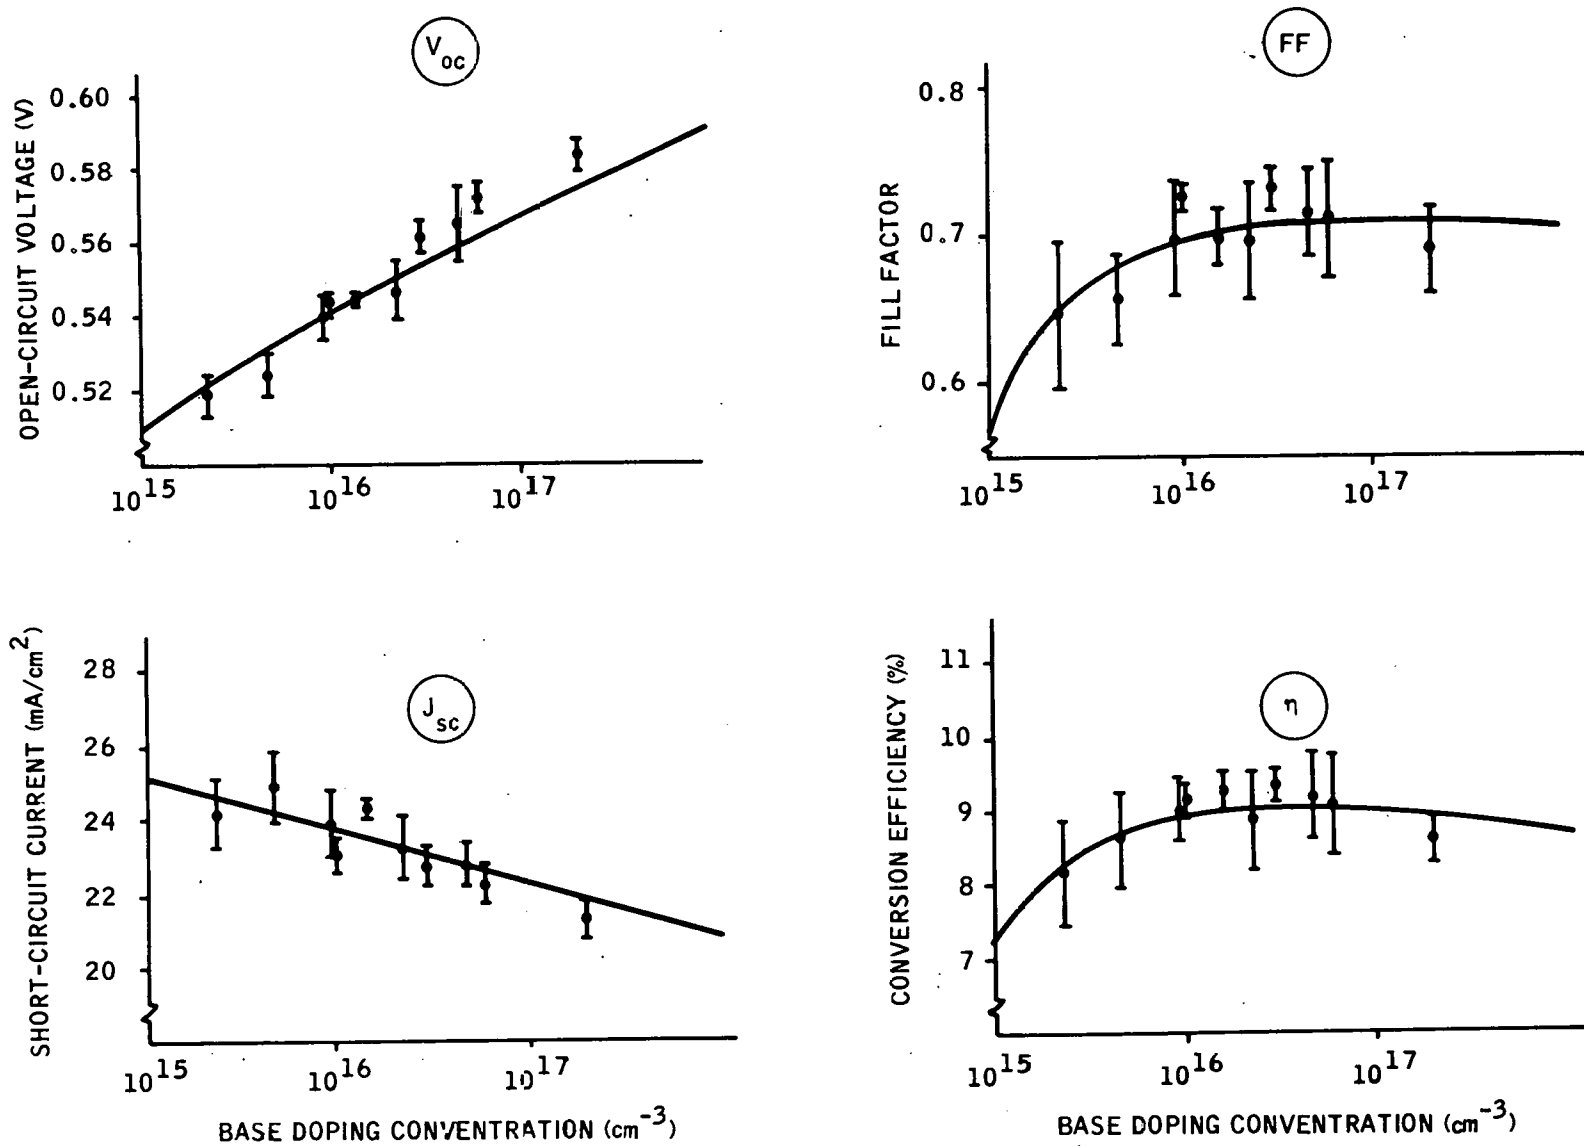 V_oc
OPEN-CIRCUIT VOLTAGE (V)
0.60
0.58
0.56
0.54
0.52
10^15 10^16 10^17
FF
FILL FACTOR
0.8
0.7
0.6
10^15 10^16 10^17
J_sc
SHORT-CIRCUIT CURRENT (mA/cm^2)
28
26
24
22
20
10^15 10^16 10^17
BASE DOPING CONVENTRATION (cm^-3)
η
CONVERSION EFFICIENCY (%)
11
10
9
8
7
10^15 10^16 10^17
BASE DOPING CONVENTRATION (cm^-3)